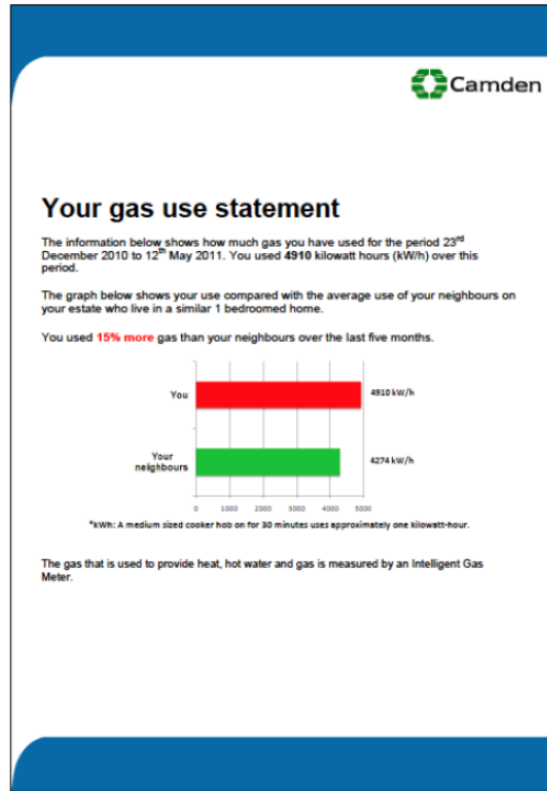 Camden
Your gas use statement
The information below shows how much gas you have used for the period 23rd
December 2010 to 12th May 2011. You used 4910 kilowatt hours (kW/h) over this
period.
The graph below shows your use compared with the average use of your neighbours on
your estate who live in a similar 1 bedroomed home.
You used 15% more gas than your neighbours over the last five months.
You
4910 kW/h
Your
neighbours
4274 kW/h
0 1000 2000 3000 4000 5000
*kWh: A medium sized cooker hob on for 30 minutes uses approximately one kilowatt-hour.
The gas that is used to provide heat, hot water and gas is measured by an Intelligent Gas
Meter.